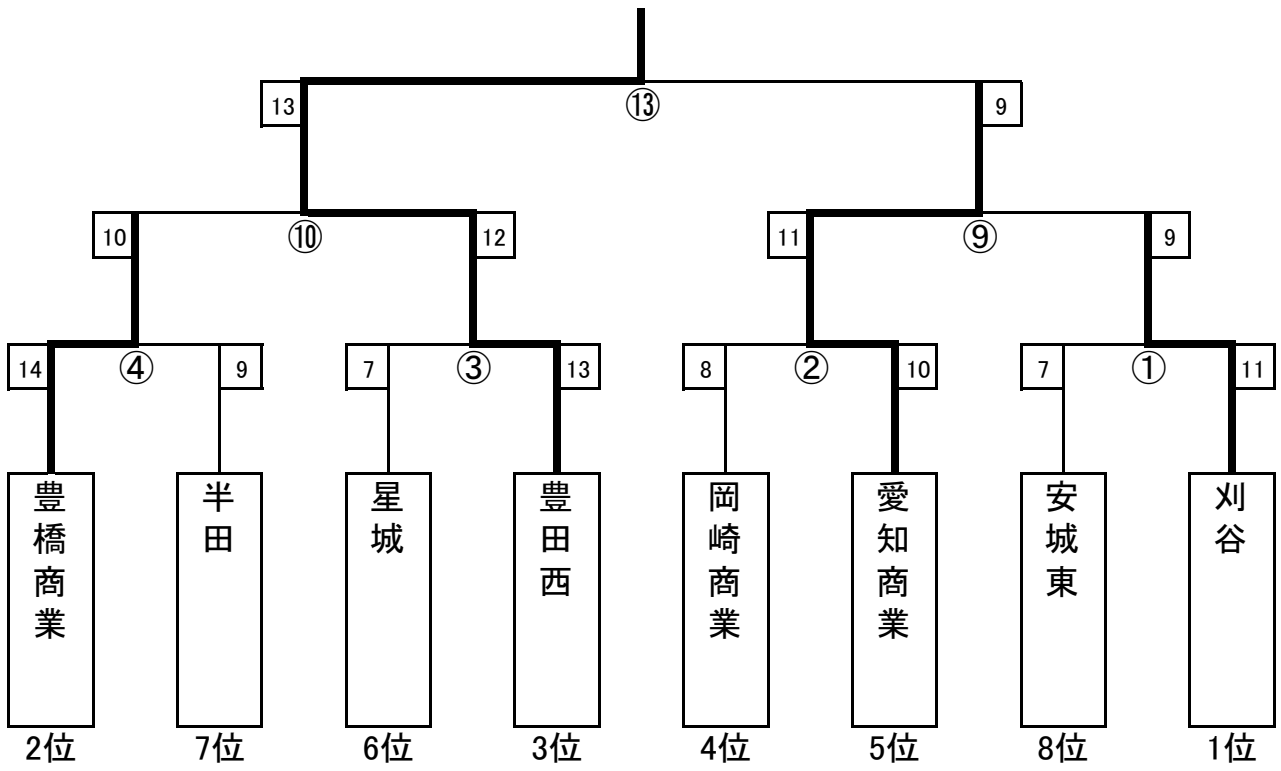 13
⑬
9
10
⑩
12
11
⑨
9
14
④
9
7
③
13
8
②
10
7
①
11
豊橋商業
半田
星城
豊田西
岡崎商業
愛知商業
安城東
刈谷
2位
7位
6位
3位
4位
5位
8位
1位